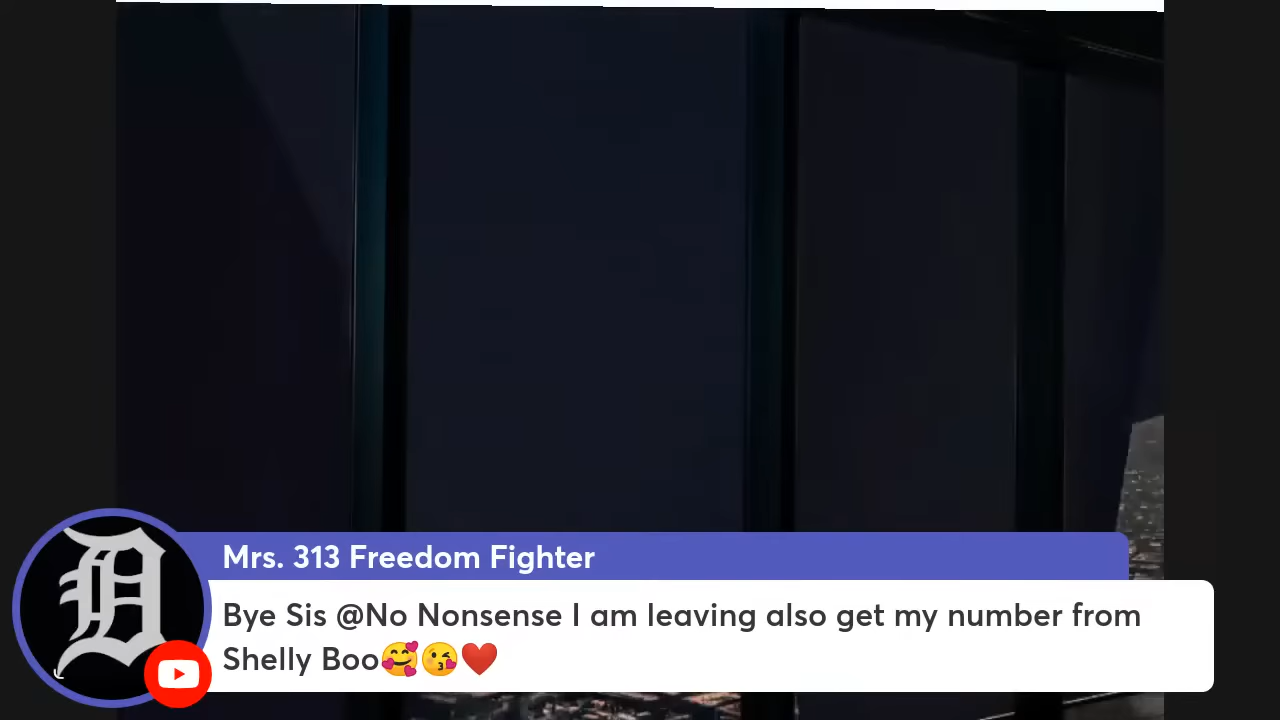 Mrs. 313 Freedom Fighter
Bye Sis @No Nonsense I am leaving also get my number from
Shelly Boo🥰😘❤️